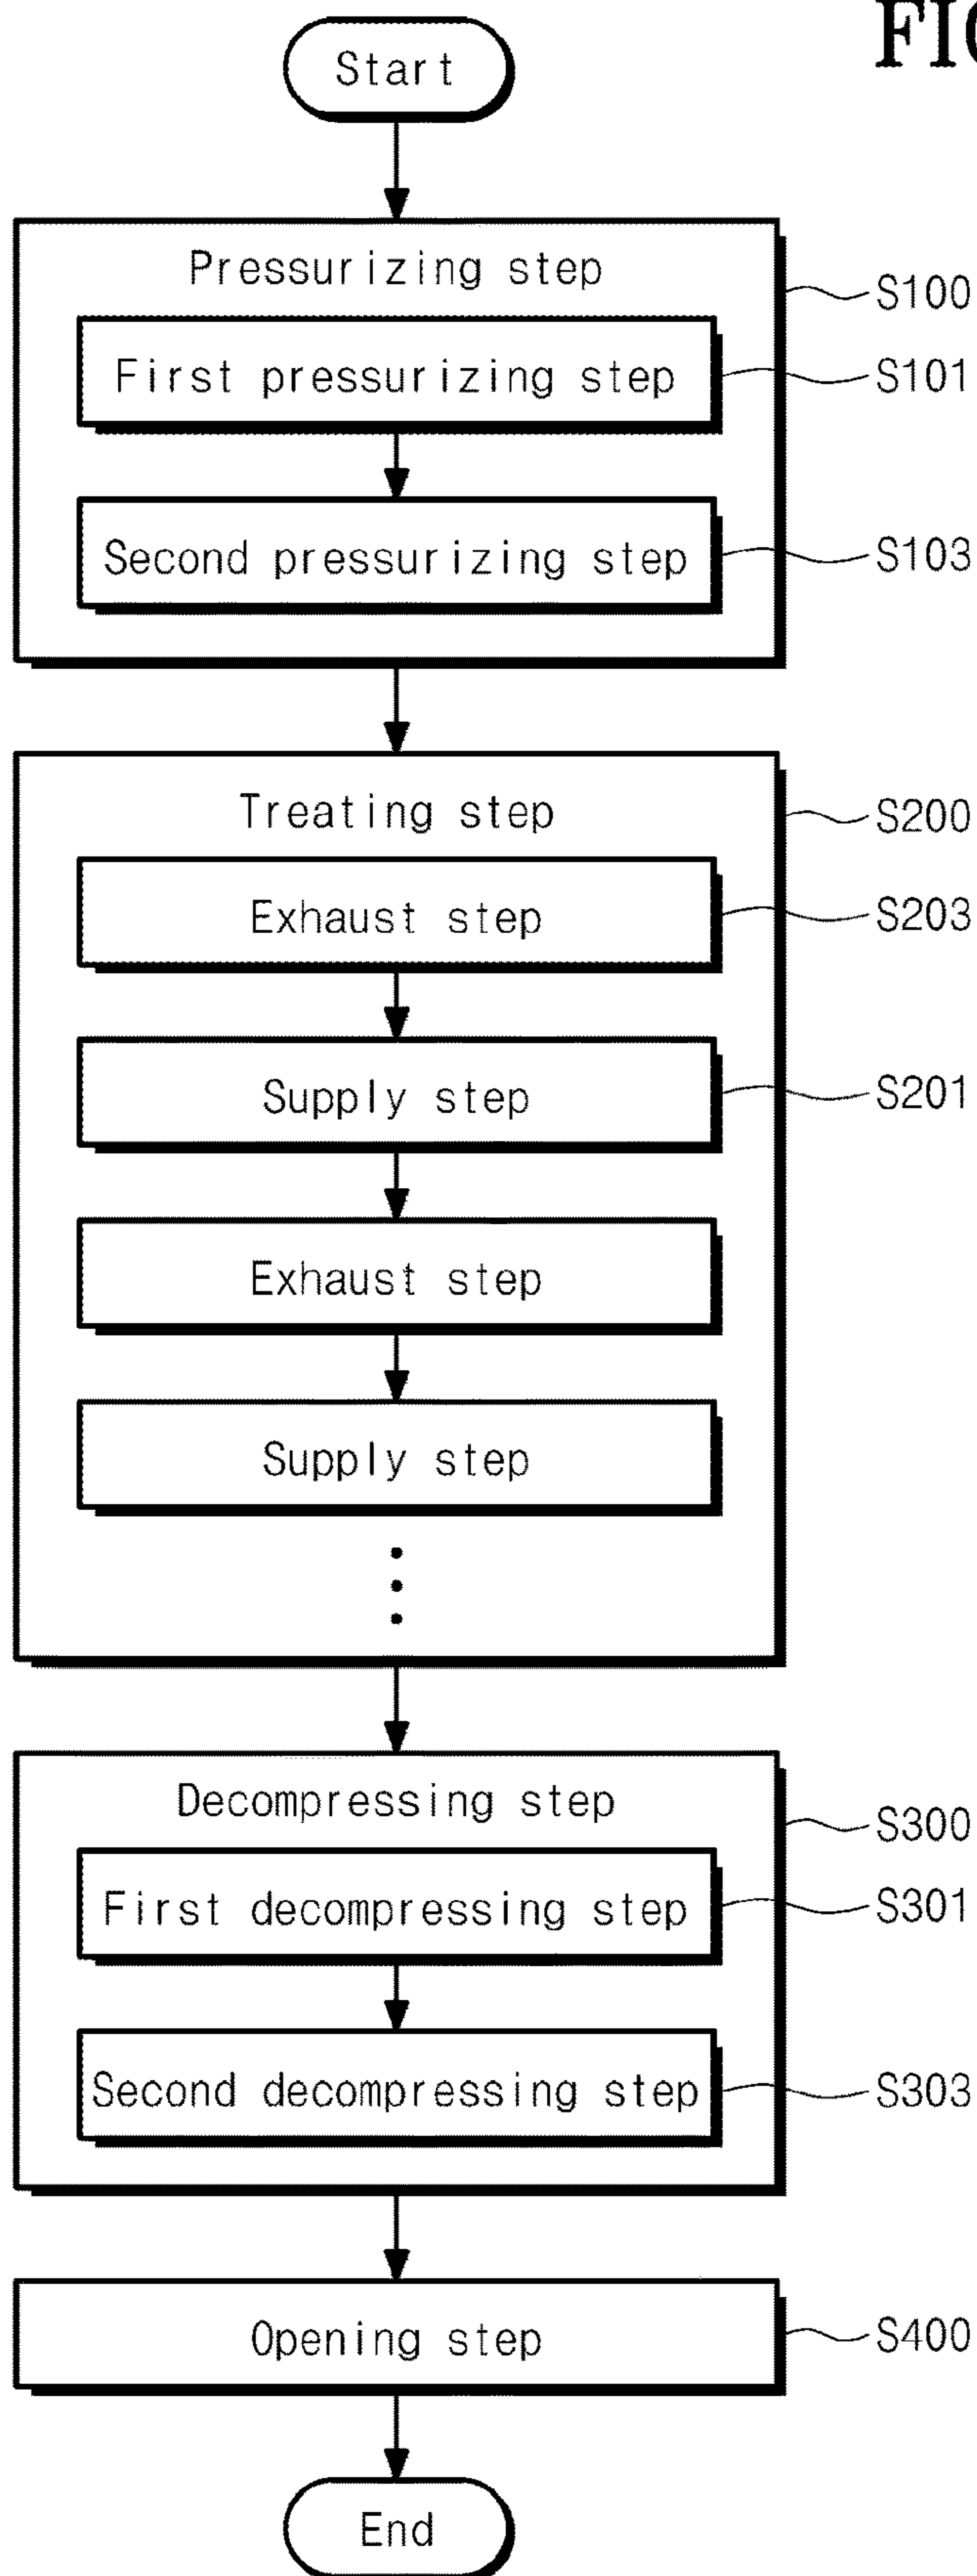 FIG
Start
Pressurizing step
S100
First pressurizing step
S101
Second pressurizing step
S103
Treating step
S200
Exhaust step
S203
Supply step
S201
Exhaust step
Supply step
Decompressing step
S300
First decompressing step
S301
Second decompressing step
S303
Opening step
S400
End